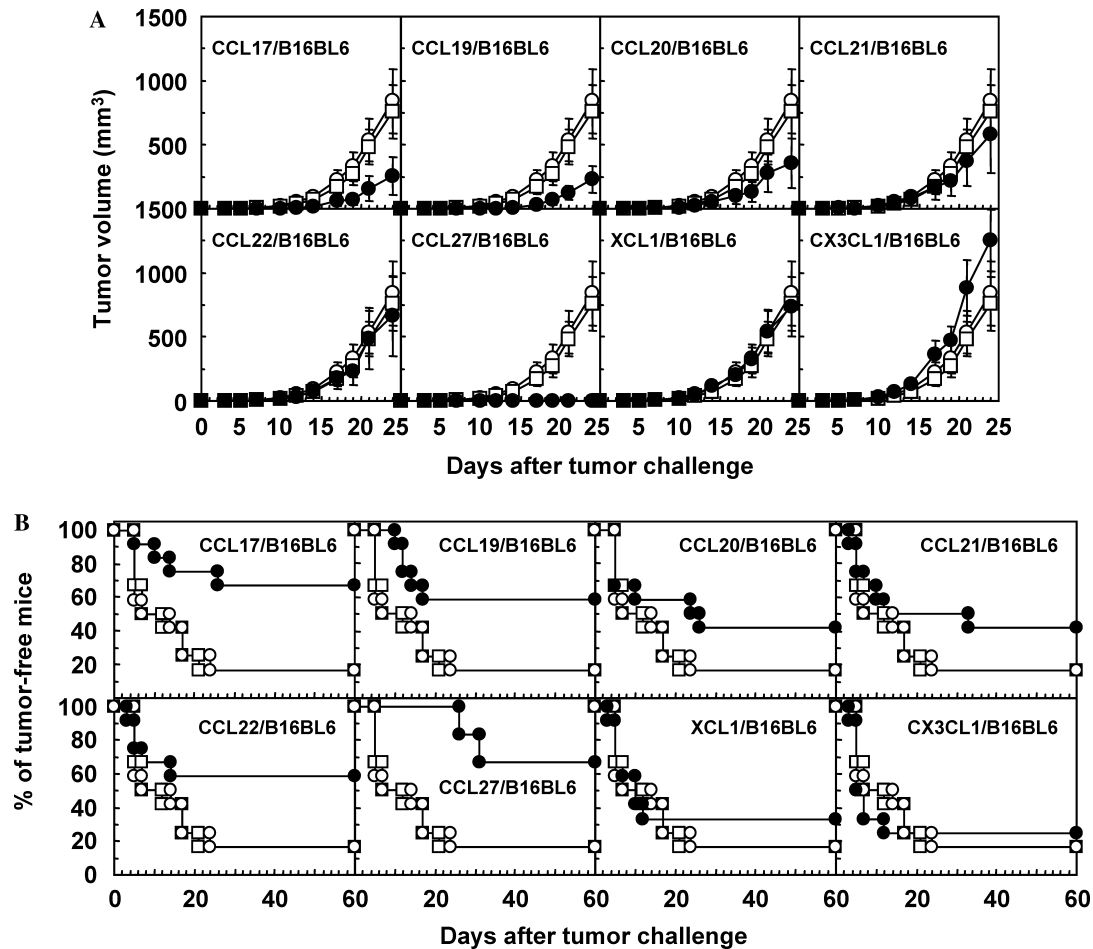 A
1500
1000
500
1500
1000
500
0
Tumor volume (mm³)
CCL17/B16BL6
CCL19/B16BL6
CCL20/B16BL6
CCL21/B16BL6
CCL22/B16BL6
CCL27/B16BL6
XCL1/B16BL6
CX3CL1/B16BL6
0 5 10 15 20 25 5 10 15 20 25 5 10 15 20 25 5 10 15 20 25
Days after tumor challenge
B
100
80
60
40
20
100
80
60
40
20
0
% of tumor-free mice
CCL17/B16BL6
CCL19/B16BL6
CCL20/B16BL6
CCL21/B16BL6
CCL22/B16BL6
CCL27/B16BL6
XCL1/B16BL6
CX3CL1/B16BL6
0 20 40 60 20 40 60 20 40 60 20 40 60
Days after tumor challenge